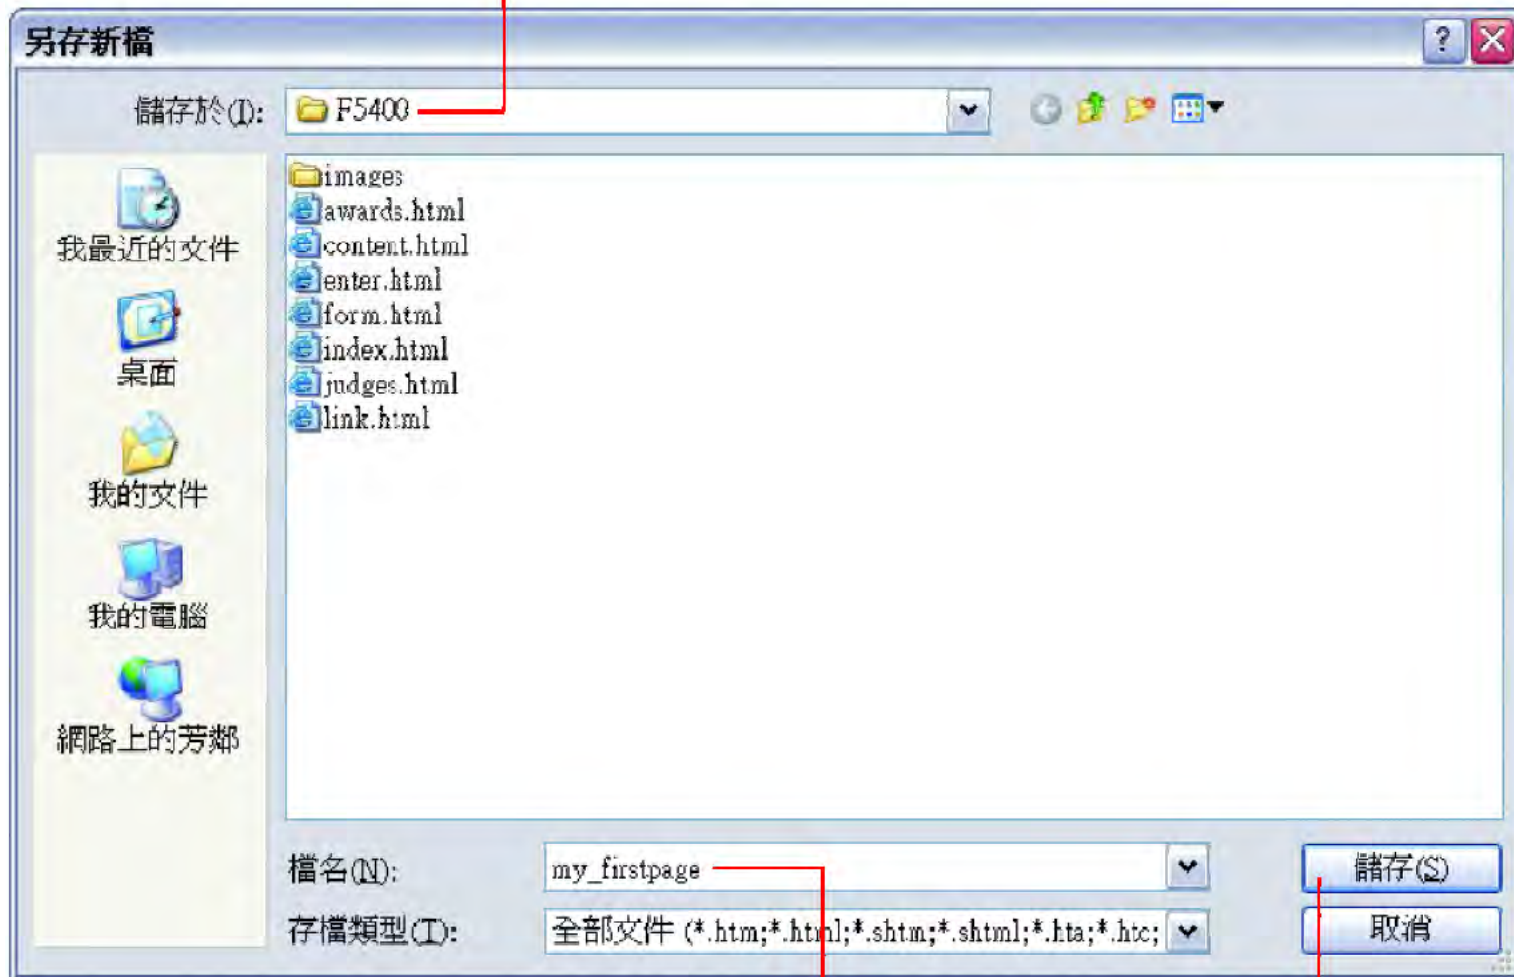 另存新檔
儲存於(I):
F5400
images
awards.html
content.html
enter.html
form.html
index.html
judges.html
link.html
我最近的文件
桌面
我的文件
我的電腦
網路上的芳鄰
檔名(N):
my_firstpage
儲存(S)
存檔類型(T):
全部文件 (*.htm;*.html;*.shtm;*.shtml;*.hta;*.htc;
取消